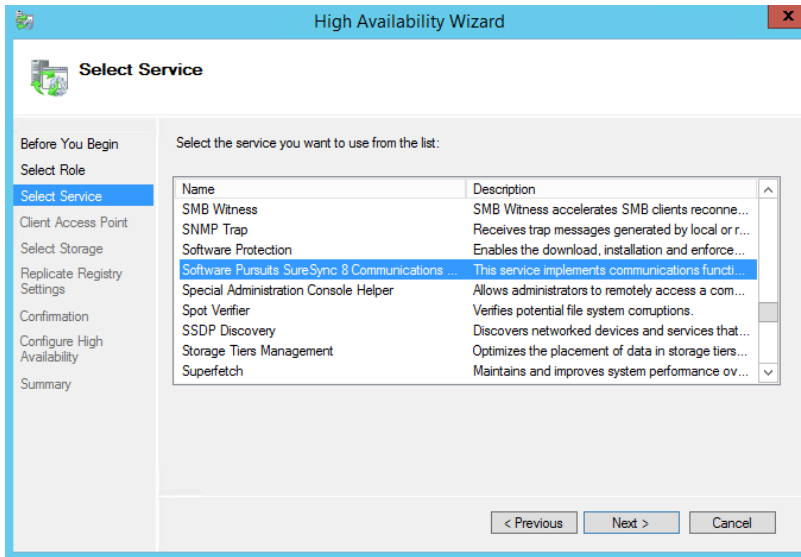 High Availability Wizard
x
Select Service
Before You Begin
Select Role
Select Service
Client Access Point
Select Storage
Replicate Registry
Settings
Confirmation
Configure High
Availability
Summary
Select the service you want to use from the list:
Name Description
SMB Witness SMB Witness accelerates SMB clients reconne...
SNMP Trap Receives trap messages generated by local or r...
Software Protection Enables the download, installation and enforce...
Software Pursuits SureSync 8 Communications ... This service implements communications functi...
Special Administration Console Helper Allows administrators to remotely access a com...
Spot Verifier Verifies potential file system corruptions.
SSDP Discovery Discovers networked devices and services that...
Storage Tiers Management Optimizes the placement of data in storage tiers...
Superfetch Maintains and improves system performance ov...
< Previous Next > Cancel